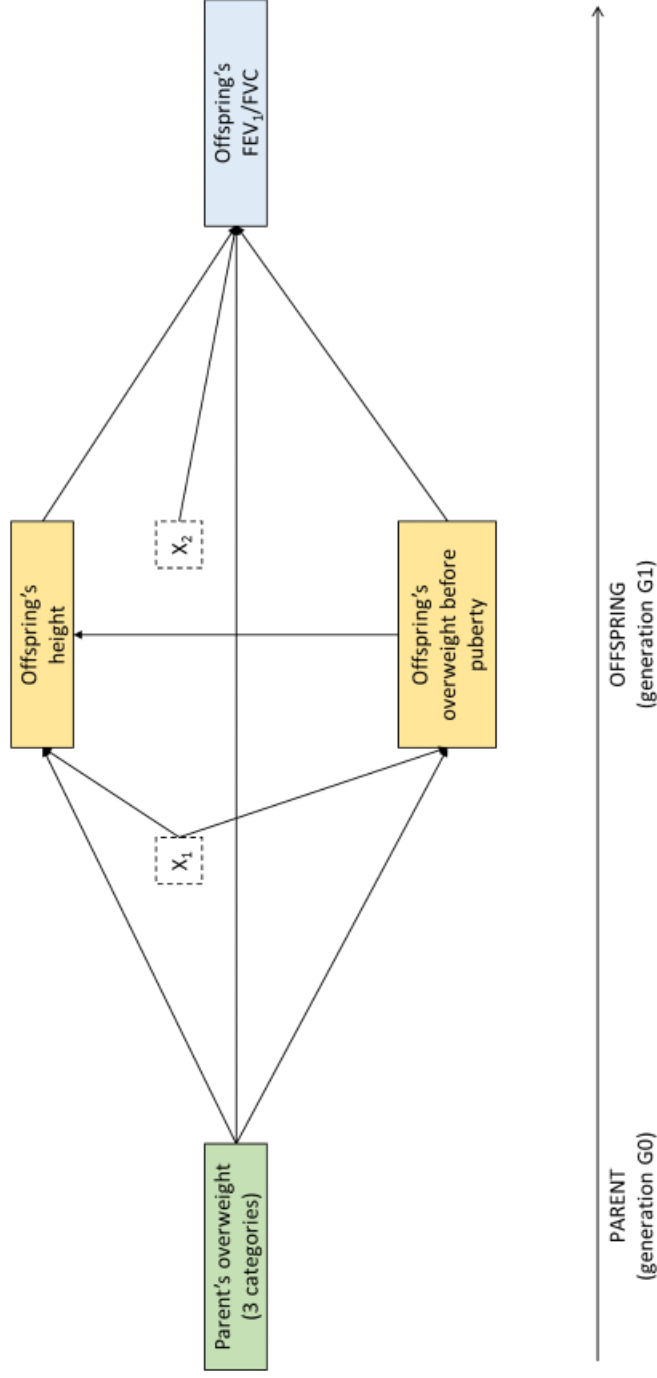 Parent's overweight
(3 categories)
X₁
Offspring's
height
X₂
Offspring's
overweight before
puberty
Offspring's
FEV₁/FVC
PARENT
(generation G0)
OFFSPRING
(generation G1)